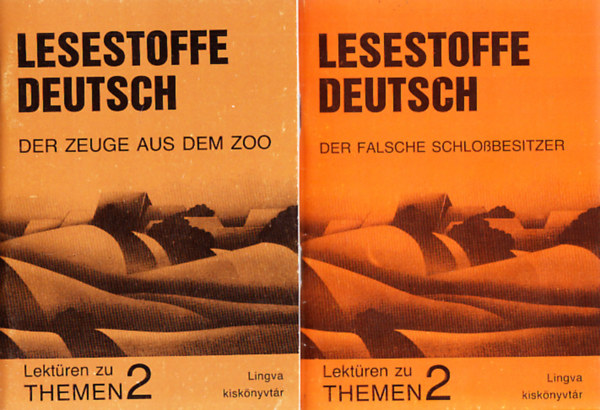 LESESTOFFE
DEUTSCH
DER ZEUGE AUS DEM ZOO
Lektüren zu
THEMEN 2
Lingva
kiskönyvtár
LESESTOFFE
DEUTSCH
DER FALSCHE SCHLOßBESITZER
Lektüren zu
THEMEN 2
Lingva
kiskönyvtár